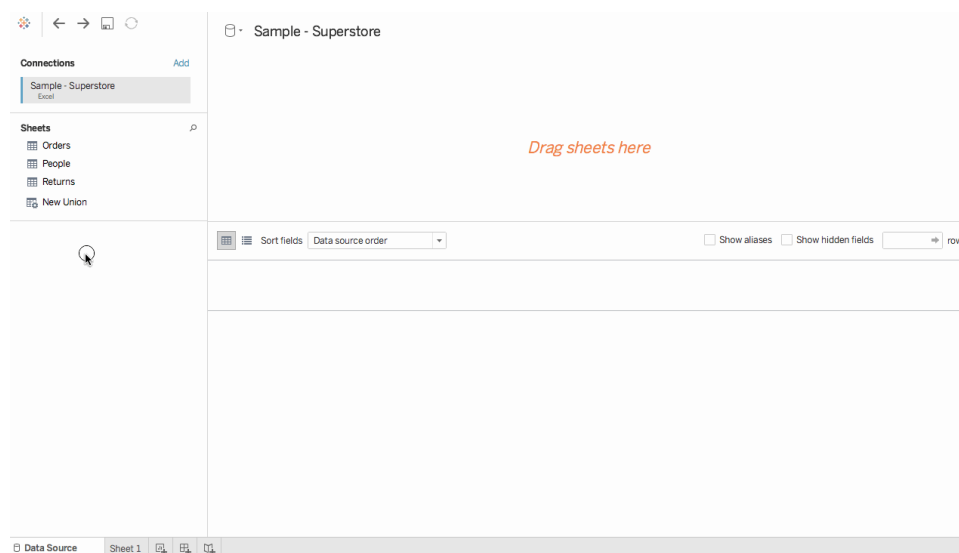 Sample - Superstore
Connections Add
Sample - Superstore
Excel
Sheets
Orders
People
Returns
New Union
Drag sheets here
Sort fields Data source order Show aliases Show hidden fields
Data Source Sheet 1